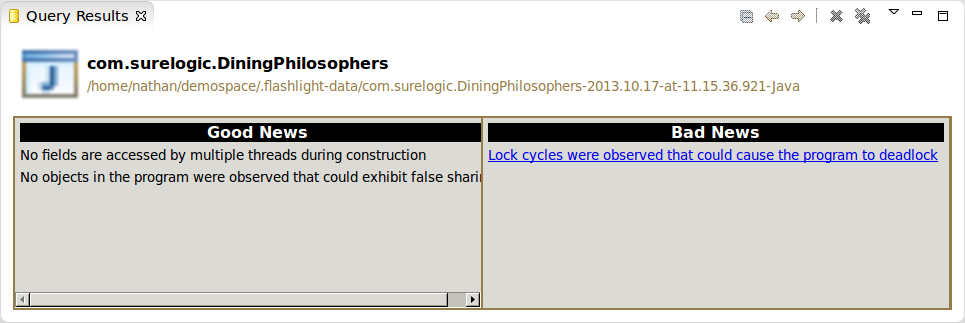 Query Results
com.surelogic.DiningPhilosophers
/home/nathan/demospace/.flashlight-data/com.surelogic.DiningPhilosophers-2013.10.17-at-11.15.36.921-Java
Good News
No fields are accessed by multiple threads during construction
No objects in the program were observed that could exhibit false
Bad News
Lock cycles were observed that could cause the program to deadlock